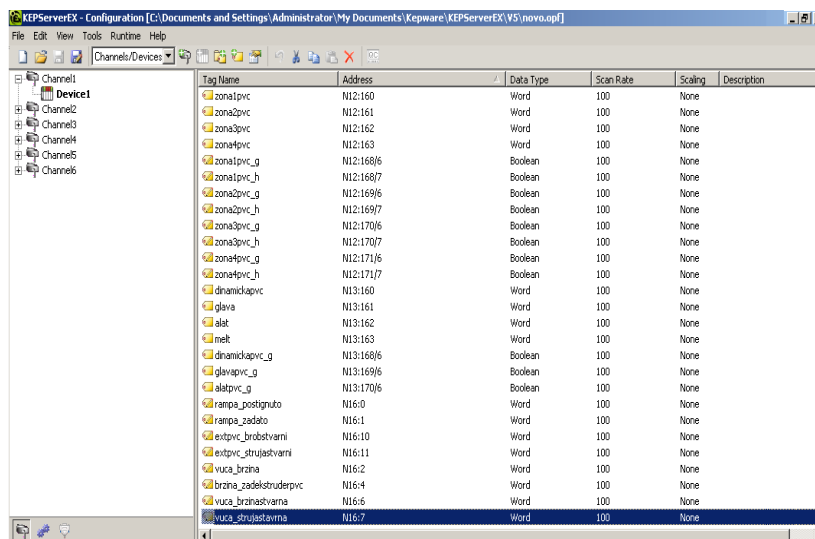 KEPServerEX - Configuration [C:\Documents and Settings\Administrator\My Documents\Kepware\KEPServerEX\V5\novo.opf]
File Edit View Tools Runtime Help
Channels/Devices
Channel1
Device1
Channel2
Channel3
Channel4
Channel5
Channel6
Tag Name Address Data Type Scan Rate Scaling Description
zona1pvc N12:160 Word 100 None
zona2pvc N12:161 Word 100 None
zona3pvc N12:162 Word 100 None
zona4pvc N12:163 Word 100 None
zona1pvc_g N12:168/6 Boolean 100 None
zona1pvc_h N12:168/7 Boolean 100 None
zona2pvc_g N12:169/6 Boolean 100 None
zona2pvc_h N12:169/7 Boolean 100 None
zona3pvc_g N12:170/6 Boolean 100 None
zona3pvc_h N12:170/7 Boolean 100 None
zona4pvc_g N12:171/6 Boolean 100 None
zona4pvc_h N12:171/7 Boolean 100 None
dinamickapvc N13:160 Word 100 None
glava N13:161 Word 100 None
alat N13:162 Word 100 None
melt N13:163 Word 100 None
dinamickapvc_g N13:168/6 Boolean 100 None
glavapvc_g N13:169/6 Boolean 100 None
alatpvc_g N13:170/6 Boolean 100 None
rampa_postignuto N16:0 Word 100 None
rampa_zadato N16:1 Word 100 None
extpvc_brobstvarni N16:10 Word 100 None
extpvc_strujastvarni N16:11 Word 100 None
vuca_brzina N16:2 Word 100 None
brzina_zadekstruderpvc N16:4 Word 100 None
vuca_brzinastvarna N16:6 Word 100 None
vuca_strujastavrna N16:7 Word 100 None